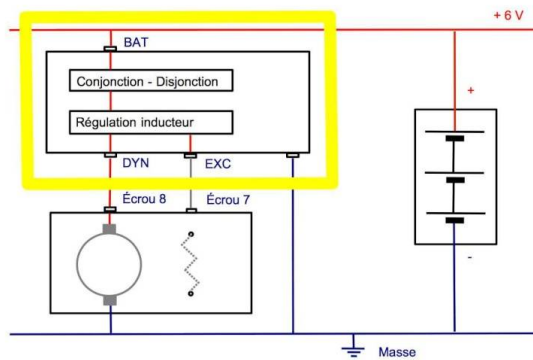 + 6 V
BAT
Conjonction - Disjonction
+
Régulation inducteur
DYN
EXC
Écrou 8
Écrou 7
-
Masse